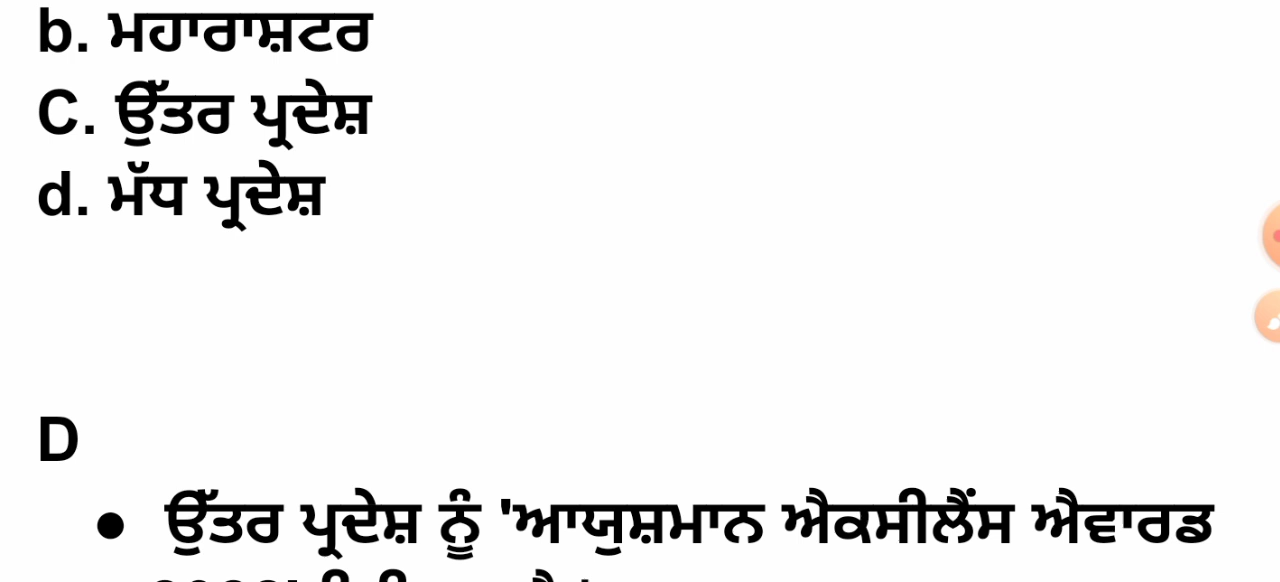 b. ਮਹਾਰਾਸ਼ਟਰ
C. ਉੱਤਰ ਪ੍ਰਦੇਸ਼
d. ਮੱਧ ਪ੍ਰਦੇਸ਼
D
• ਉੱਤਰ ਪ੍ਰਦੇਸ਼ ਨੂੰ 'ਆਯੁਸ਼ਮਾਨ ਐਕਸੀਲੈਂਸ ਐਵਾਰਡ